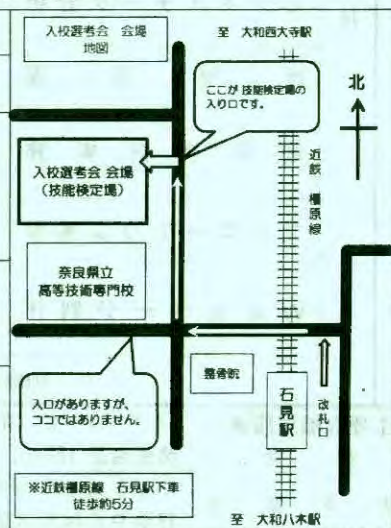 入校選考会 会場
地図
至 大和西大寺駅
ここが 技能検定場の
入り口です。
北
入校選考会 会場
(技能検定場)
近鉄 橿原線
奈良県立
高等技術専門校
整骨院
入口がありますが、
ココではありません。
石見駅
改札口
※近鉄橿原線 石見駅下車
徒歩約5分
至 大和八木駅